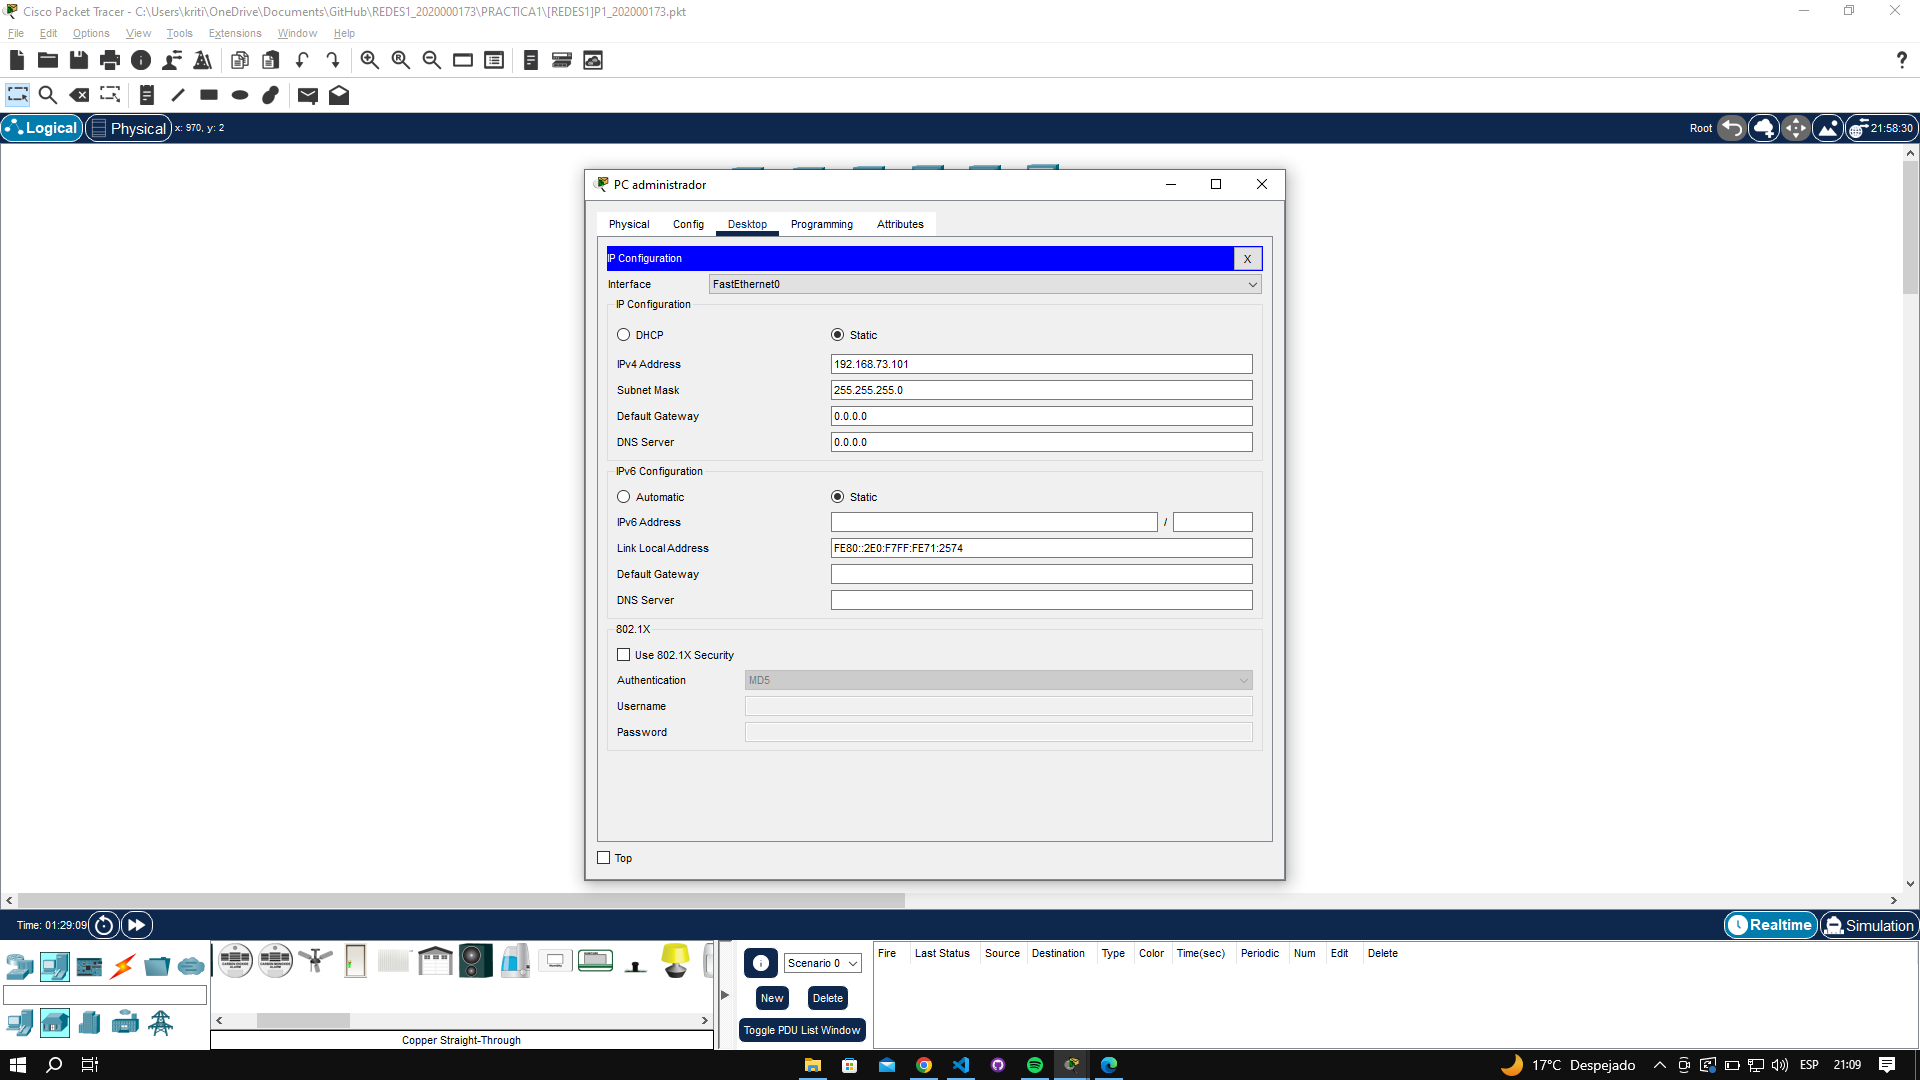 Cisco Packet Tracer - C:\Users\kriti\OneDrive\Documents\GitHub\REDES1_2020000173\PRACTICA1\[REDES1]P1_202000173.pkt
File Edit Options View Tools Extensions Window Help
?
Logical Physical x: 970, y: 2 Root 21:58:30
PC administrador
Physical Config Desktop Programming Attributes
IP Configuration X
Interface FastEthernet0
IP Configuration
DHCP Static
IPv4 Address 192.168.73.101
Subnet Mask 255.255.255.0
Default Gateway 0.0.0.0
DNS Server 0.0.0.0
IPv6 Configuration
Automatic Static
IPv6 Address /
Link Local Address FE80::2E0:F7FF:FE71:2574
Default Gateway
DNS Server
802.1X
Use 802.1X Security
Authentication MD5
Username
Password
Top
Time: 01:29:09 Realtime Simulation
Scenario 0
New Delete
Toggle PDU List Window
Fire Last Status Source Destination Type Color Time(sec) Periodic Num Edit Delete
Copper Straight-Through
17°C Despejado ESP 21:09